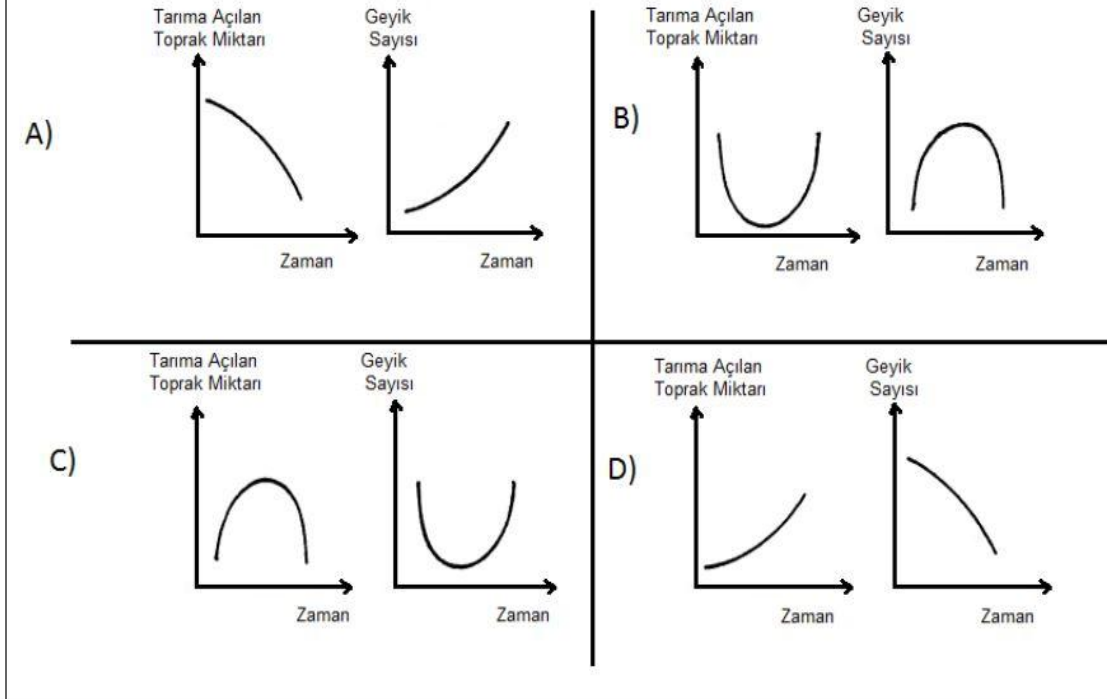 Tarıma Açılan
Toprak Miktarı
Geyik
Sayısı
A)
Zaman
Zaman
Tarıma Açılan
Toprak Miktarı
Geyik
Sayısı
B)
Zaman
Zaman
Tarıma Açılan
Toprak Miktarı
Geyik
Sayısı
C)
Zaman
Zaman
Tarıma Açılan
Toprak Miktarı
Geyik
Sayısı
D)
Zaman
Zaman